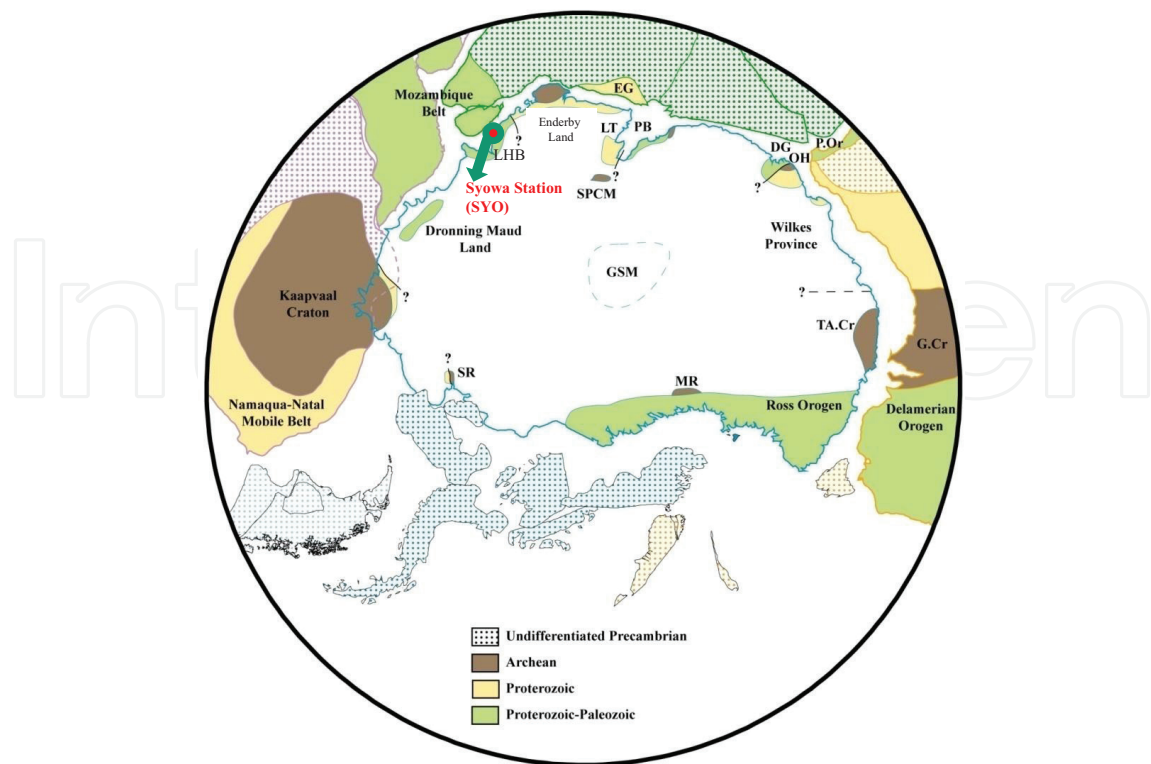 Mozambique
Belt
EG
Enderby
Land
LT
PB
?
LHB
DG
P.Or
OH
?
?
SPCM
Syowa Station
(SYO)
Dronning Maud
Land
Wilkes
Province
GSM
Kaapvaal
Craton
?
?
TA.Cr
G.Cr
?
SR
MR
Ross Orogen
Delamerian
Orogen
Namaqua-Natal
Mobile Belt
Undifferentiated Precambrian
Archean
Proterozoic
Proterozoic-Paleozoic